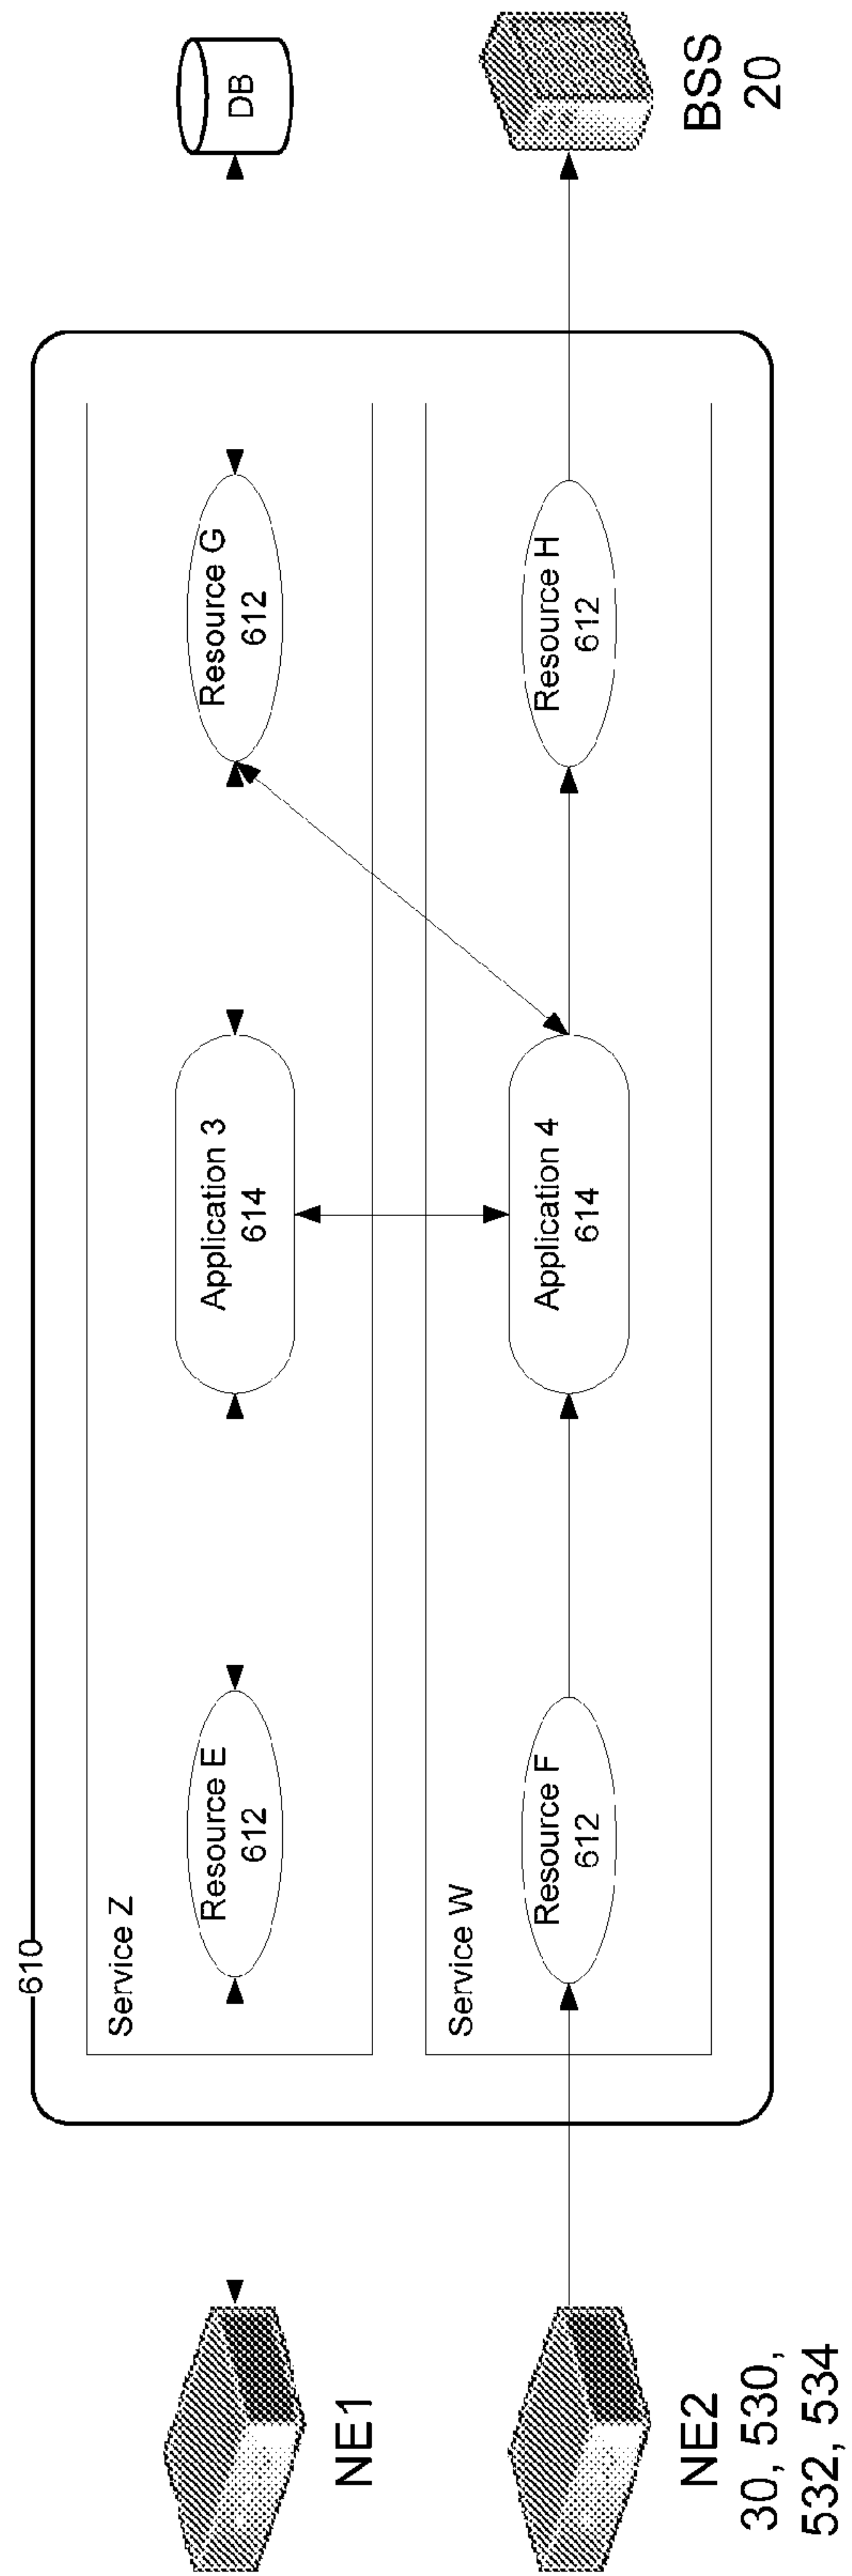 610
Service Z
NE1
Resource E
612
Application 3
614
Resource G
612
DB
Service W
NE2
30, 530,
532, 534
Resource F
612
Application 4
614
Resource H
612
BSS
20